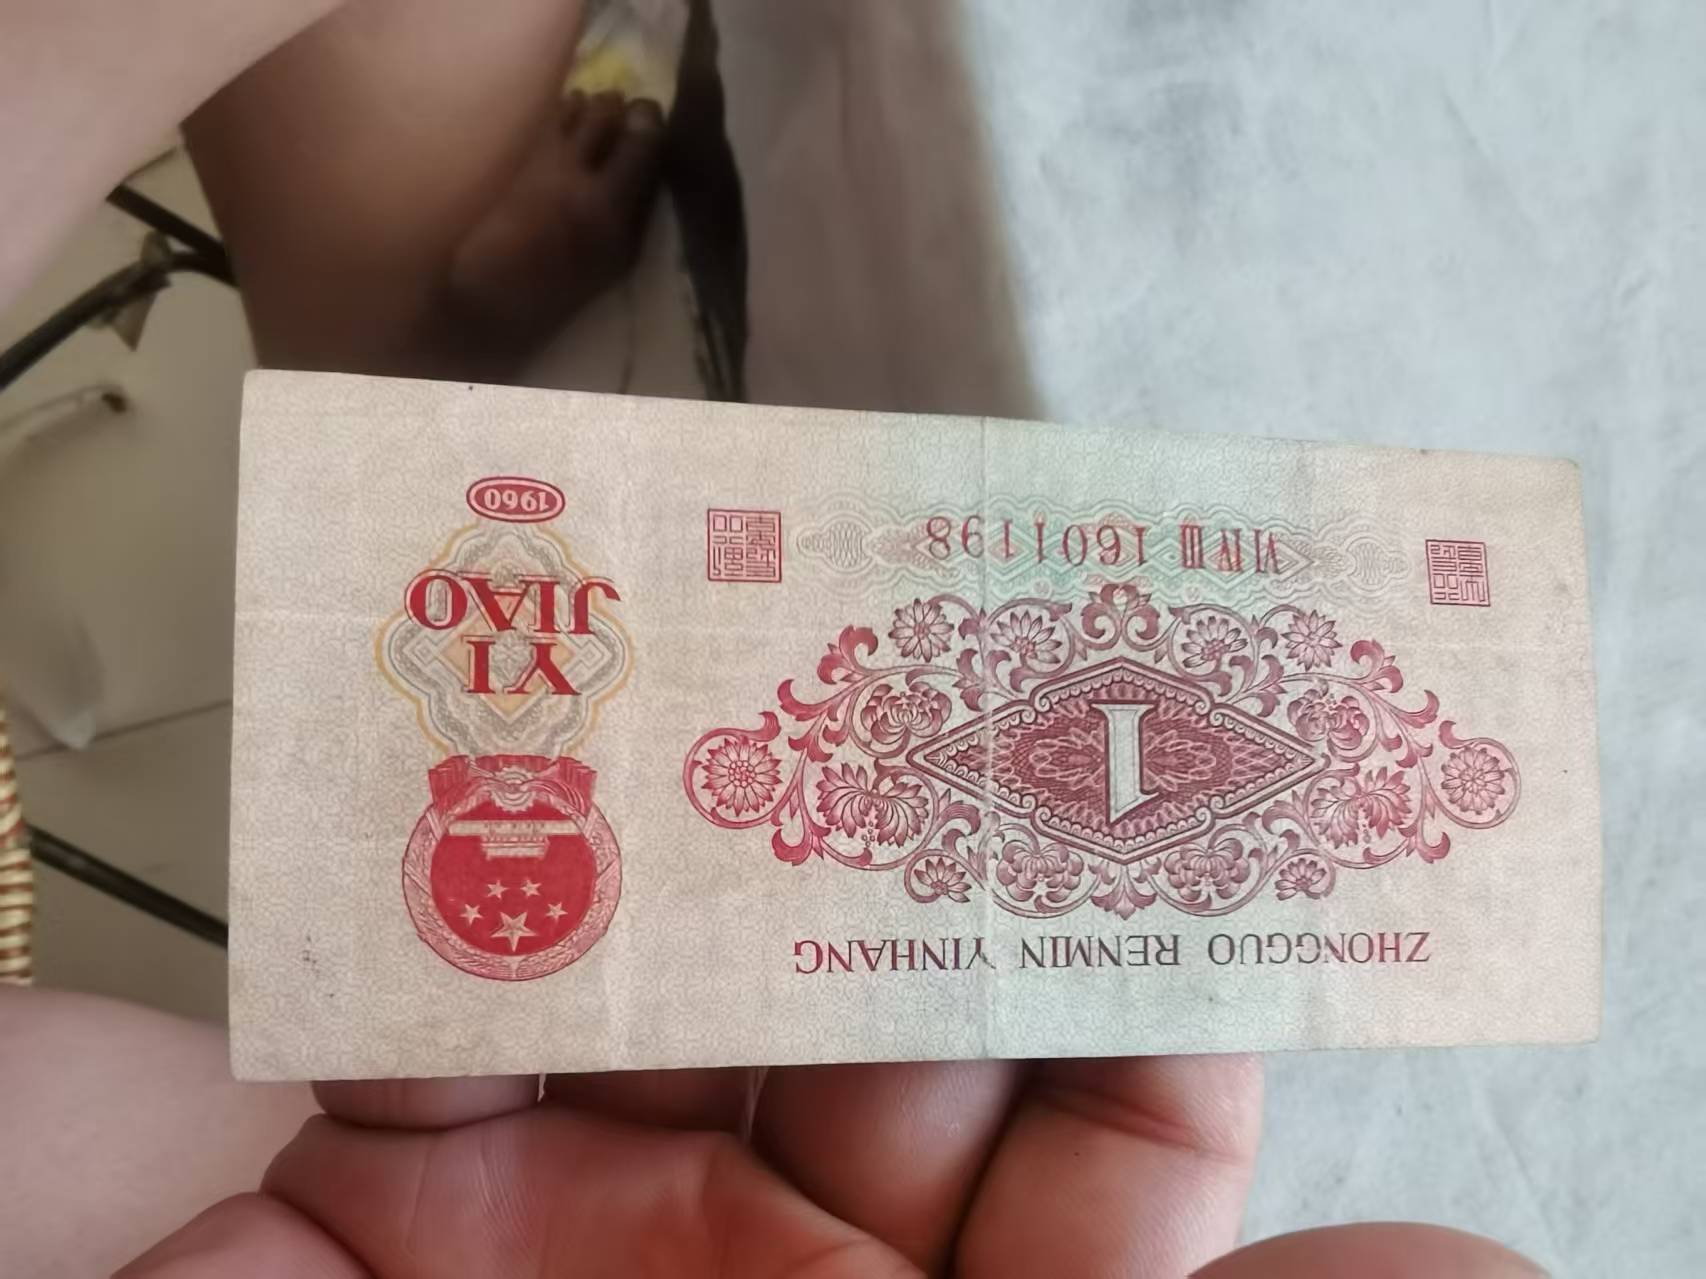 ZHONGGUO RENMIN YINHANG
1
YI
JIAO
VI IV III 1601198
1960